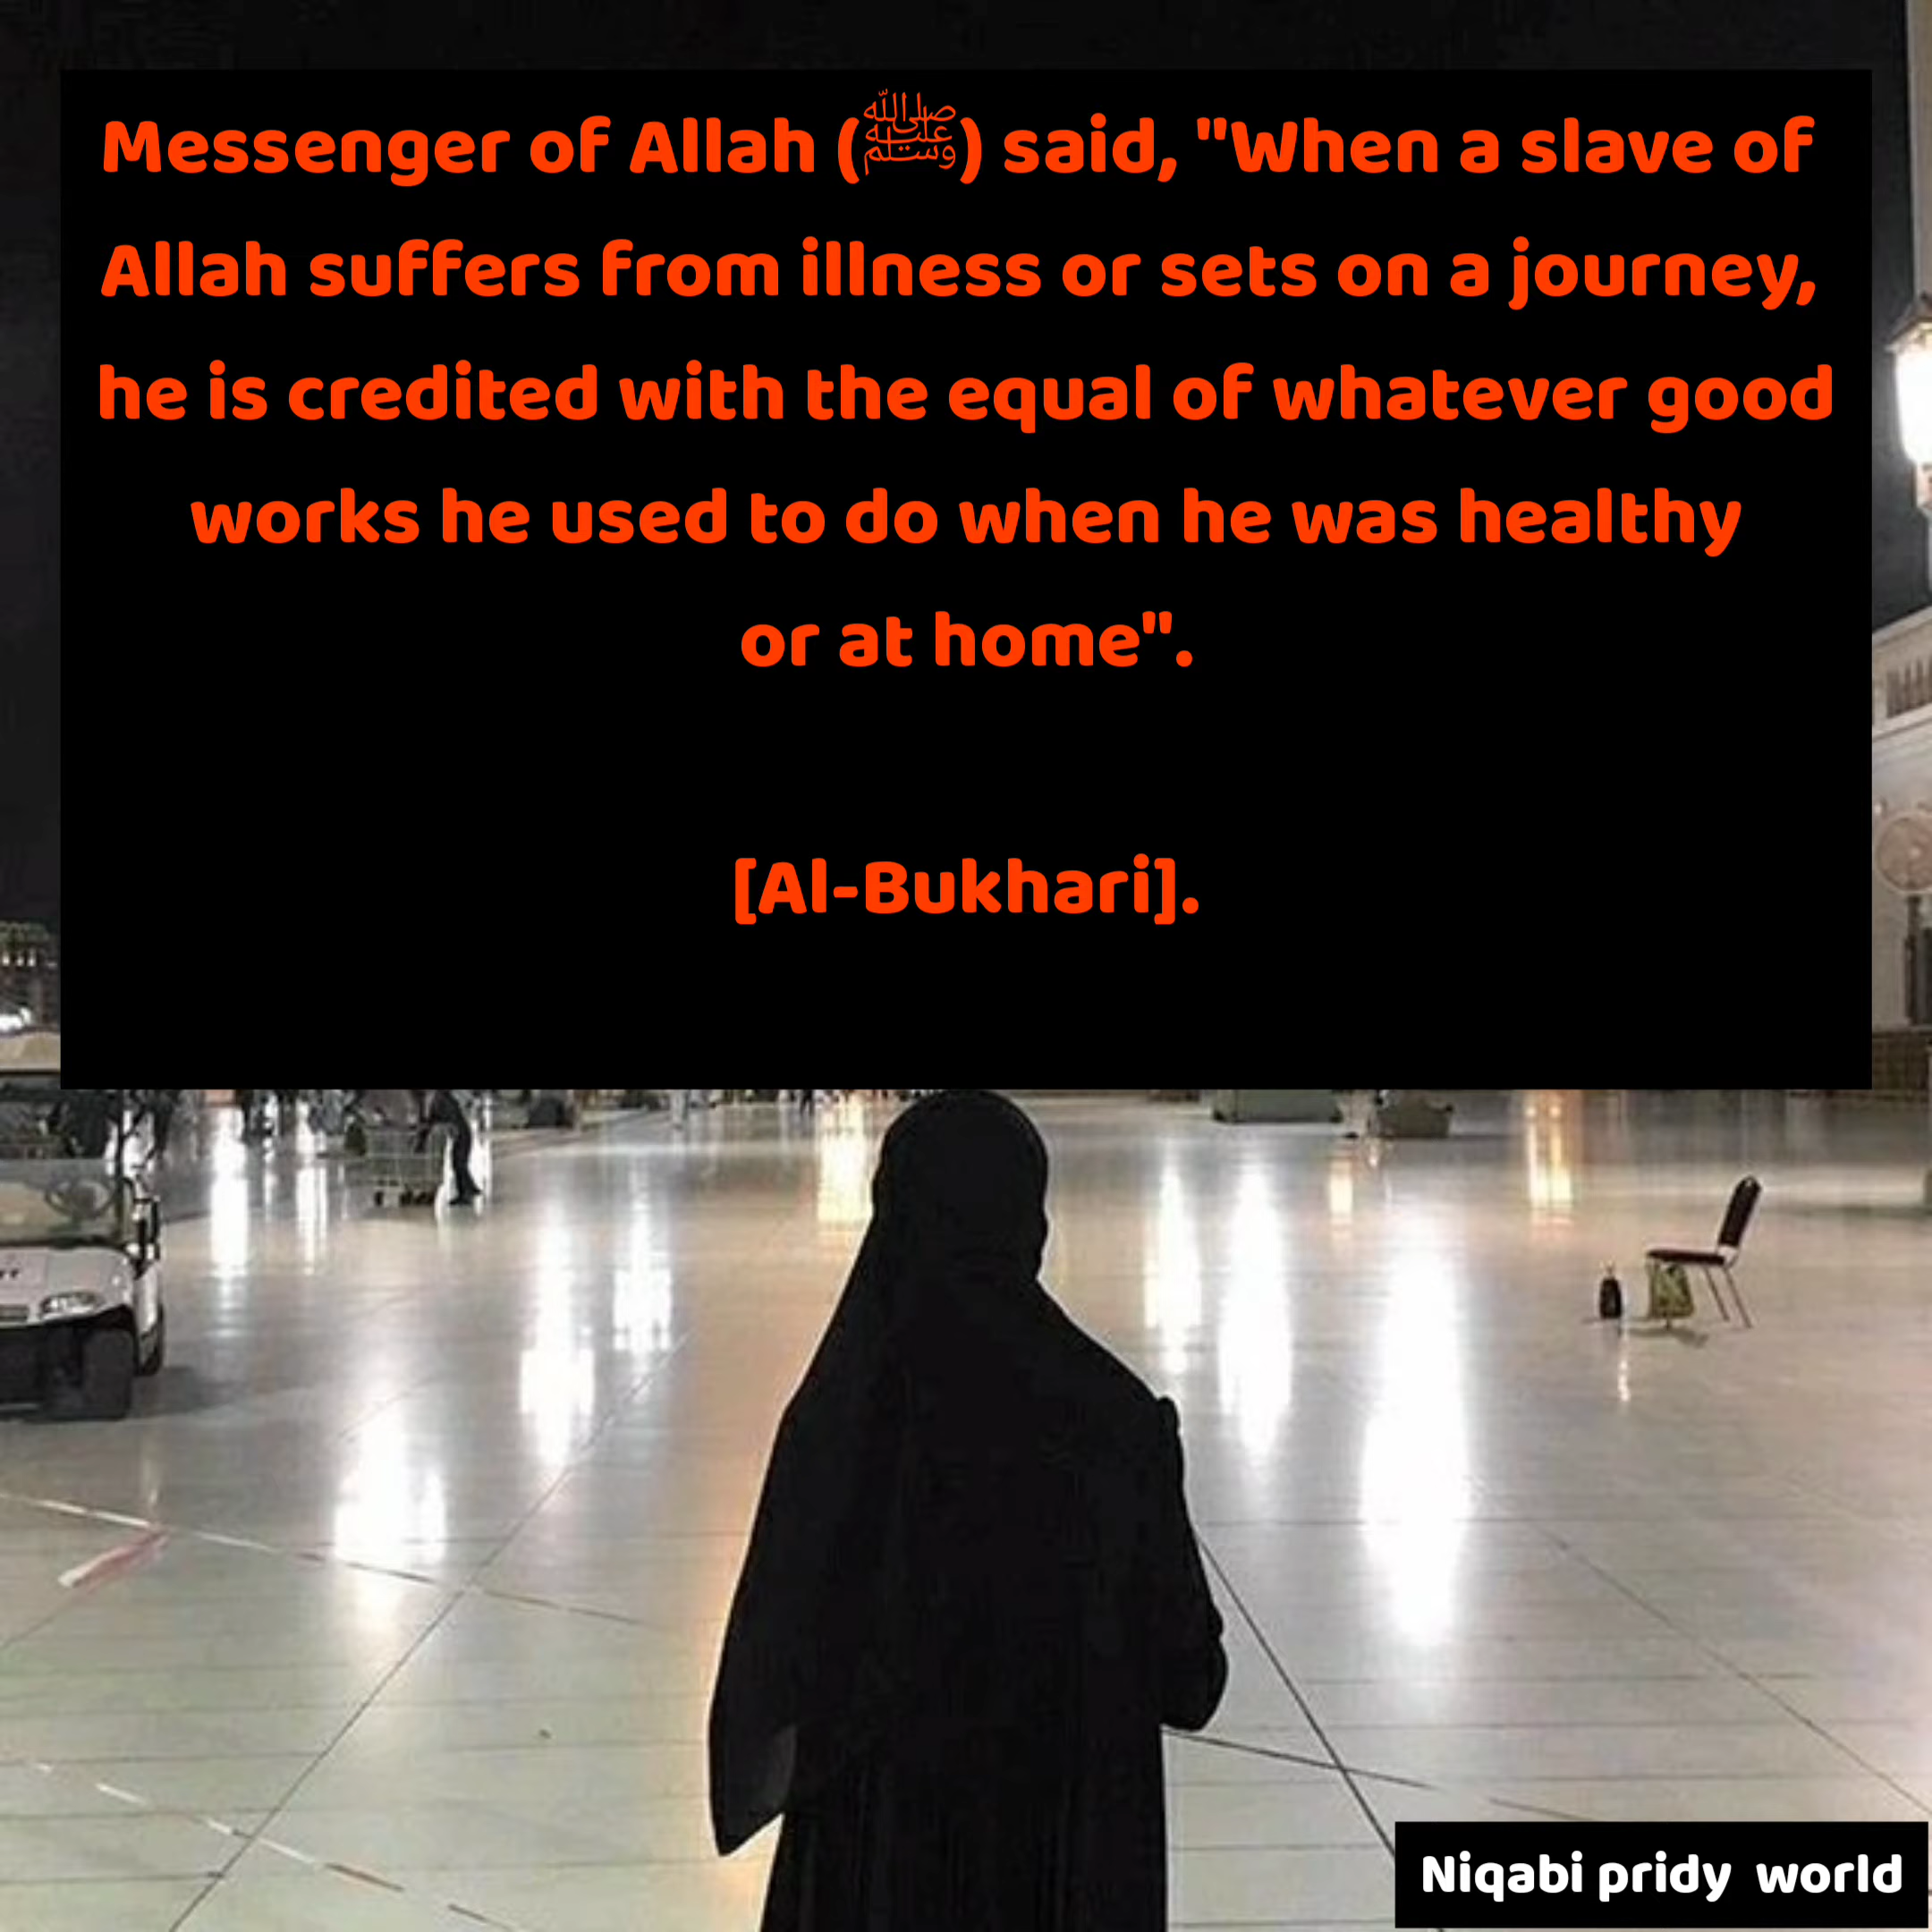 Messenger of Allah (ﷺ) said, "When a slave of
Allah suffers from illness or sets on a journey,
he is credited with the equal of whatever good
works he used to do when he was healthy
or at home".
[Al-Bukhari].
Niqabi pridy world